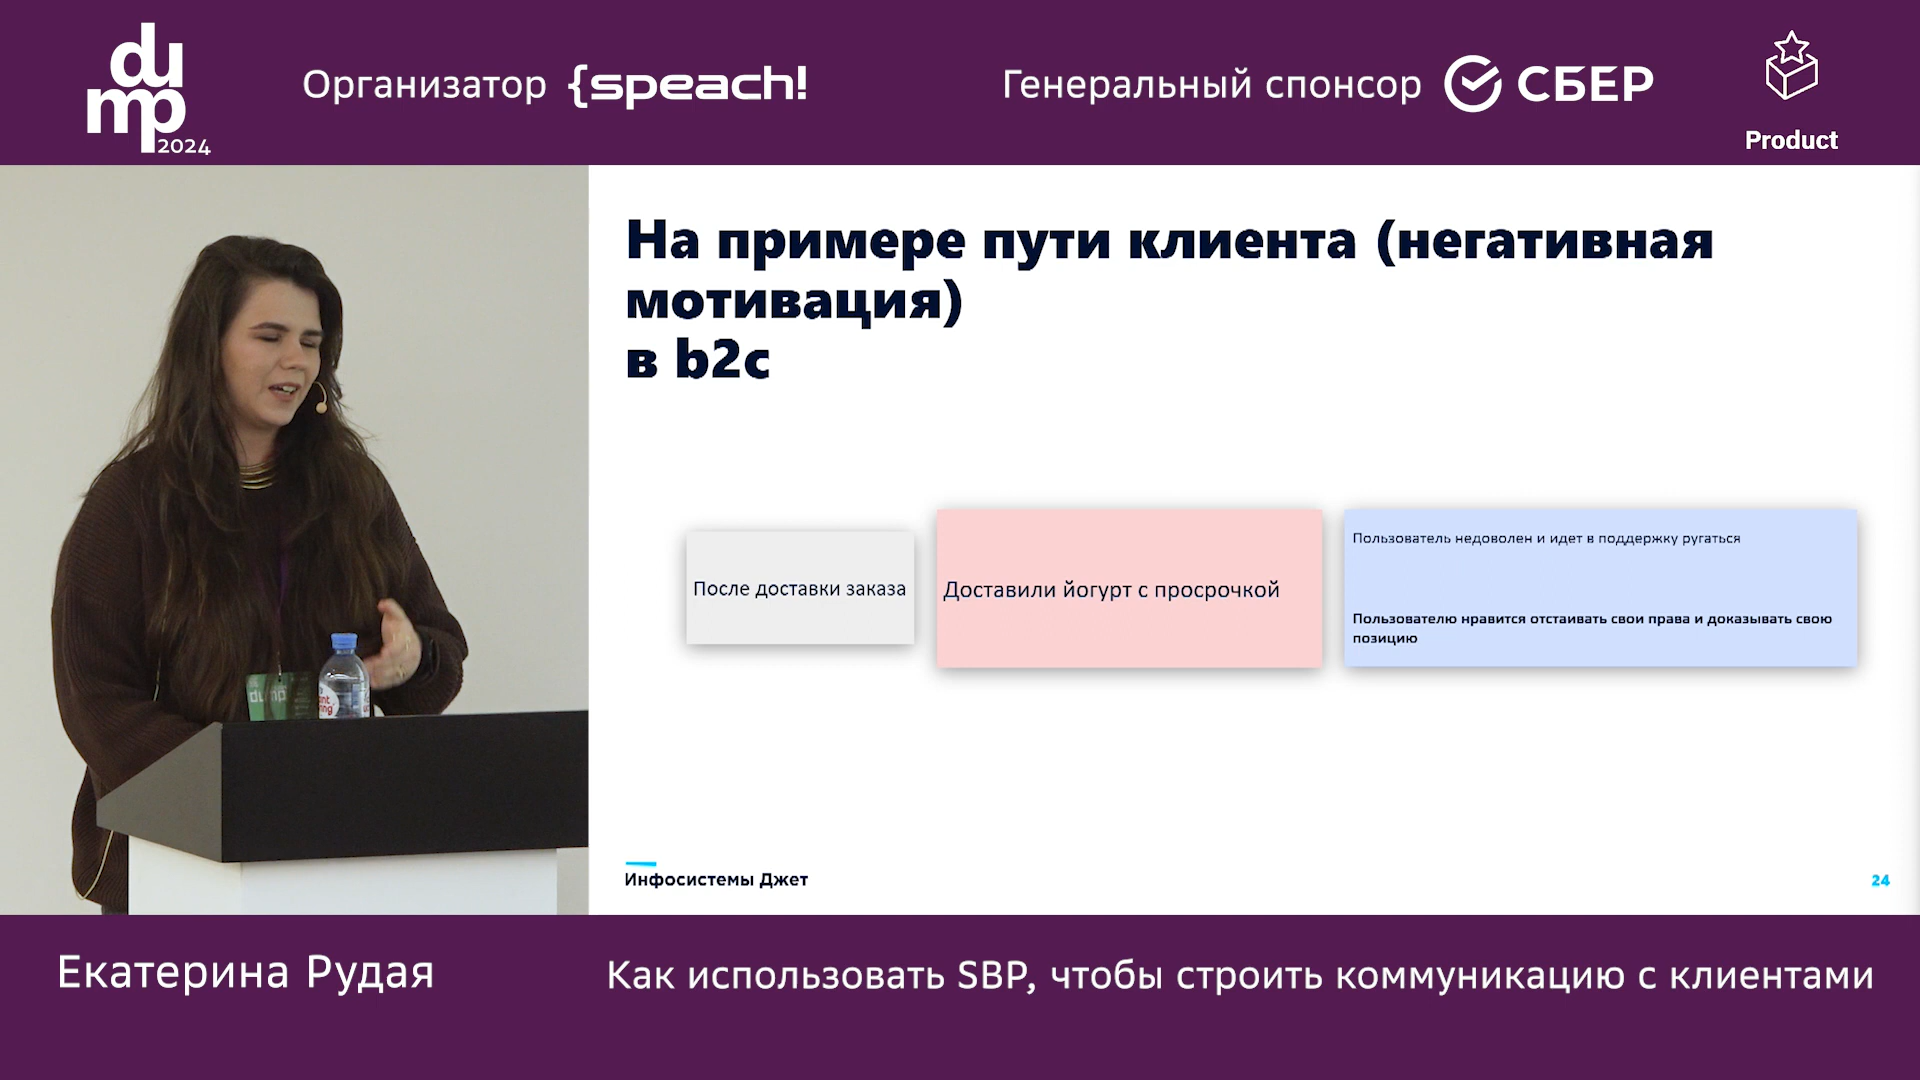 dump
2024
Организатор {speach!
Генеральный спонсор СБЕР
Product
На примере пути клиента (негативная
мотивация)
в b2c
После доставки заказа
Доставили йогурт с просрочкой
Пользователь недоволен и идет в поддержку ругаться
Пользователю нравится отстаивать свои права и доказывать свою
позицию
dump
Инфосистемы Джет
24
Екатерина Рудая
Как использовать SBP, чтобы строить коммуникацию с клиентами